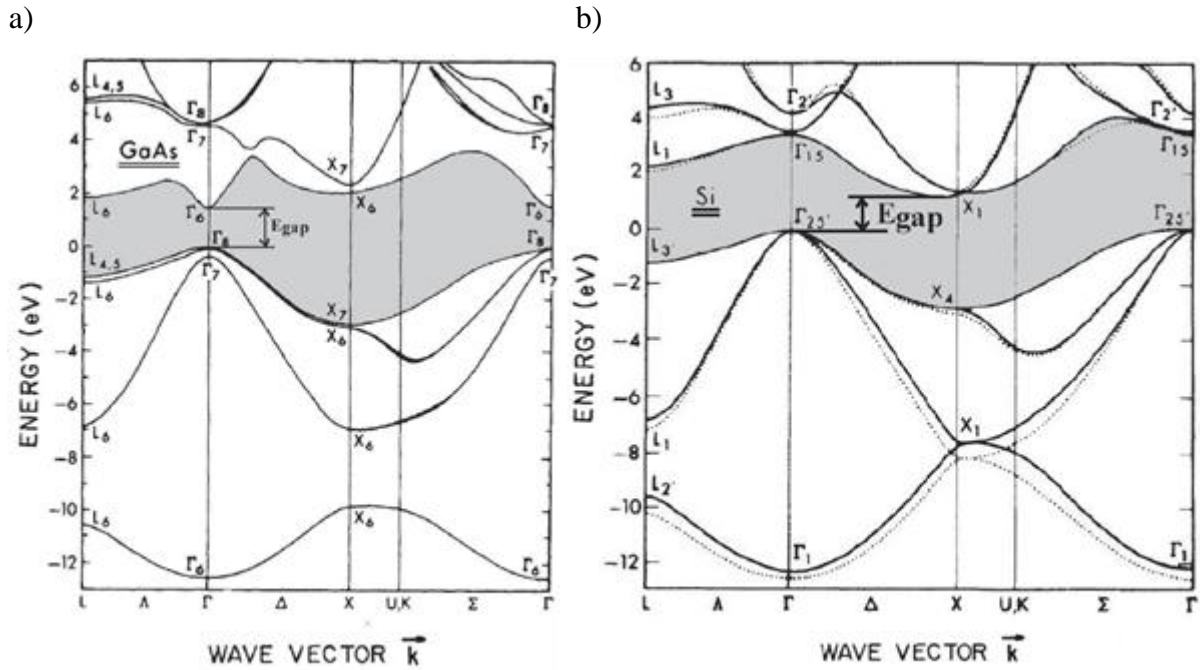 a)
b)
ENERGY (eV)
6
4
2
0
−2
−4
−6
−8
−10
−12
L4,5
L6
GaAs
L6
L4,5
L6
L6
L6
Γ8
Γ7
Γ6
Γ8
Γ7
Γ6
Egap
X7
X6
X7
X6
X6
X6
Γ8
Γ7
Γ6
Γ8
Γ7
Γ6
L Λ Γ Δ X U,K Σ Γ
WAVE VECTOR k
ENERGY (eV)
6
4
2
0
−2
−4
−6
−8
−10
−12
L3
L1
Si
L3'
L1
L2'
Γ2'
Γ15
Γ25'
Γ1
Egap
X1
X4
X1
Γ2'
Γ15
Γ25'
Γ1
L Λ Γ Δ X U,K Σ Γ
WAVE VECTOR k